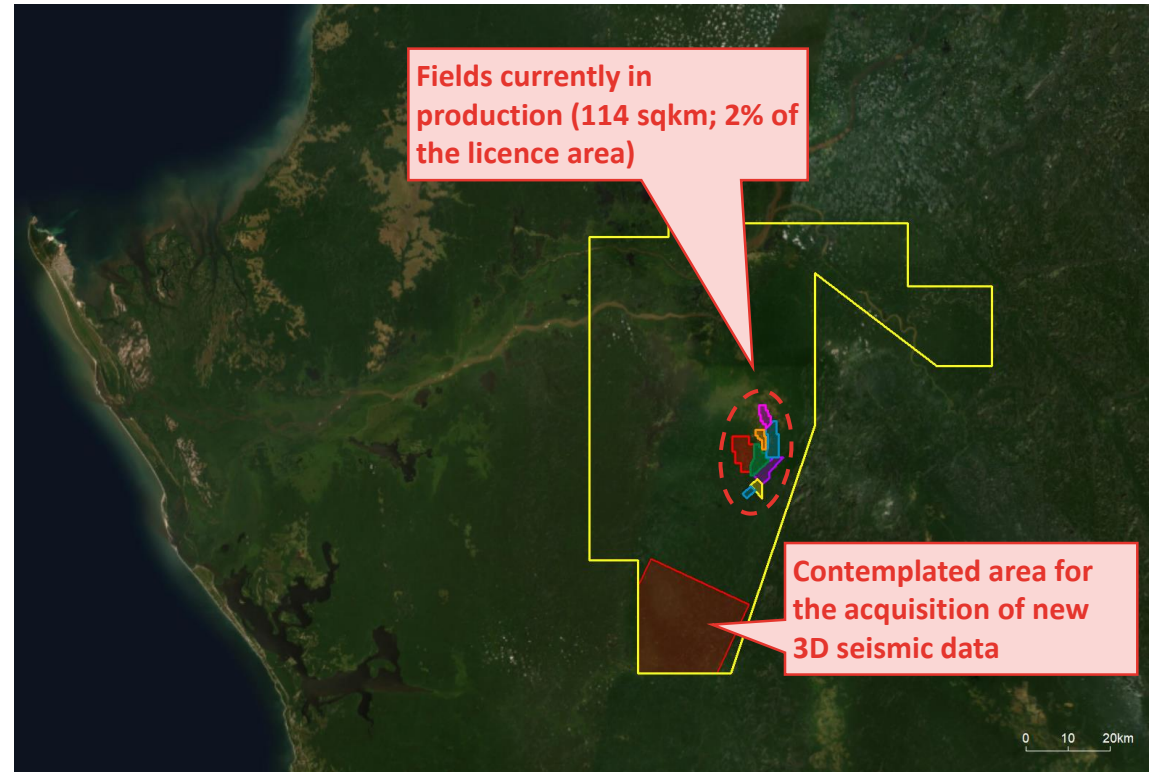 Fields currently in
production (114 sqkm; 2% of
the licence area)
Contemplated area for
the acquisition of new
3D seismic data
0 10 20km